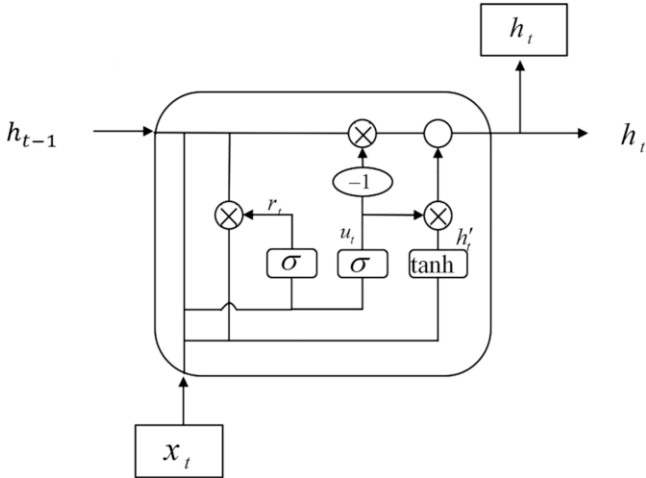 h_t
h_{t-1}
h_t
−1
r_t
u_t
h'_t
σ
σ
tanh
x_t